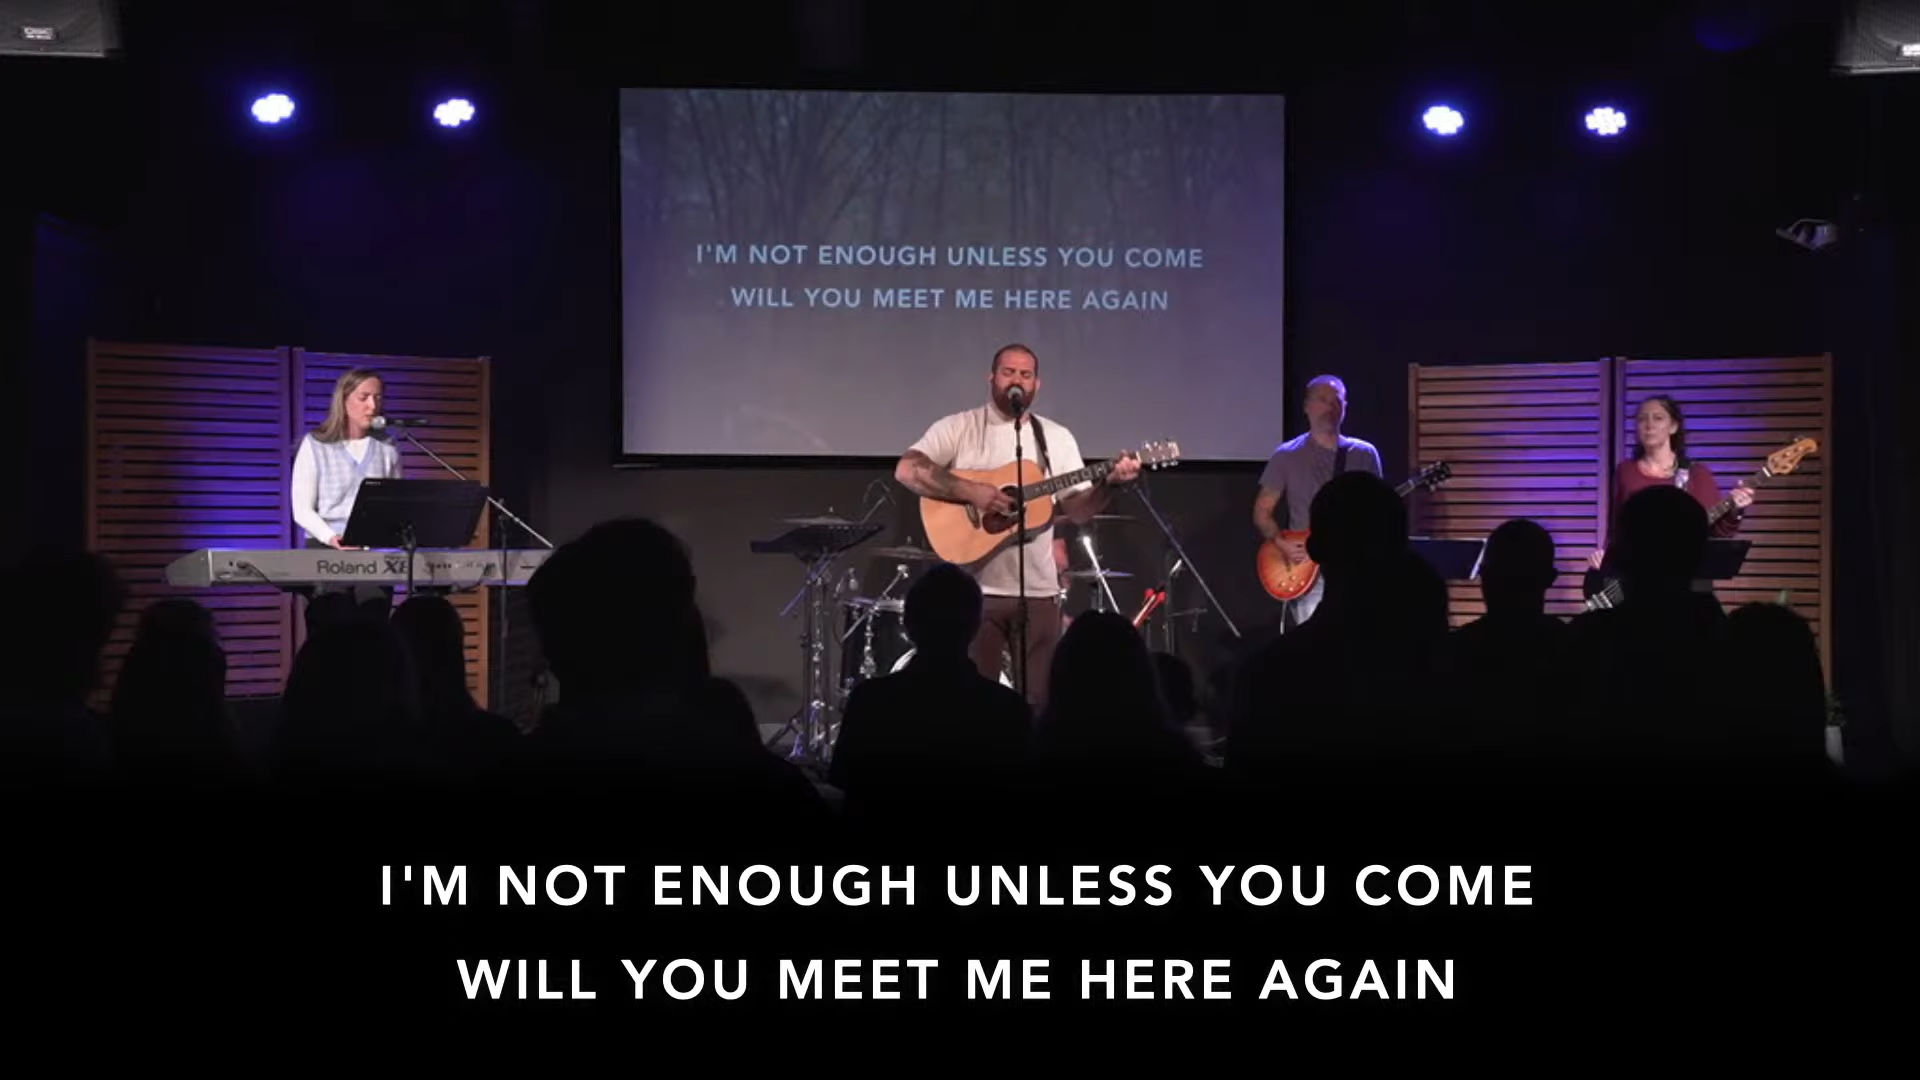 I'M NOT ENOUGH UNLESS YOU COME
WILL YOU MEET ME HERE AGAIN
Roland
I'M NOT ENOUGH UNLESS YOU COME
WILL YOU MEET ME HERE AGAIN